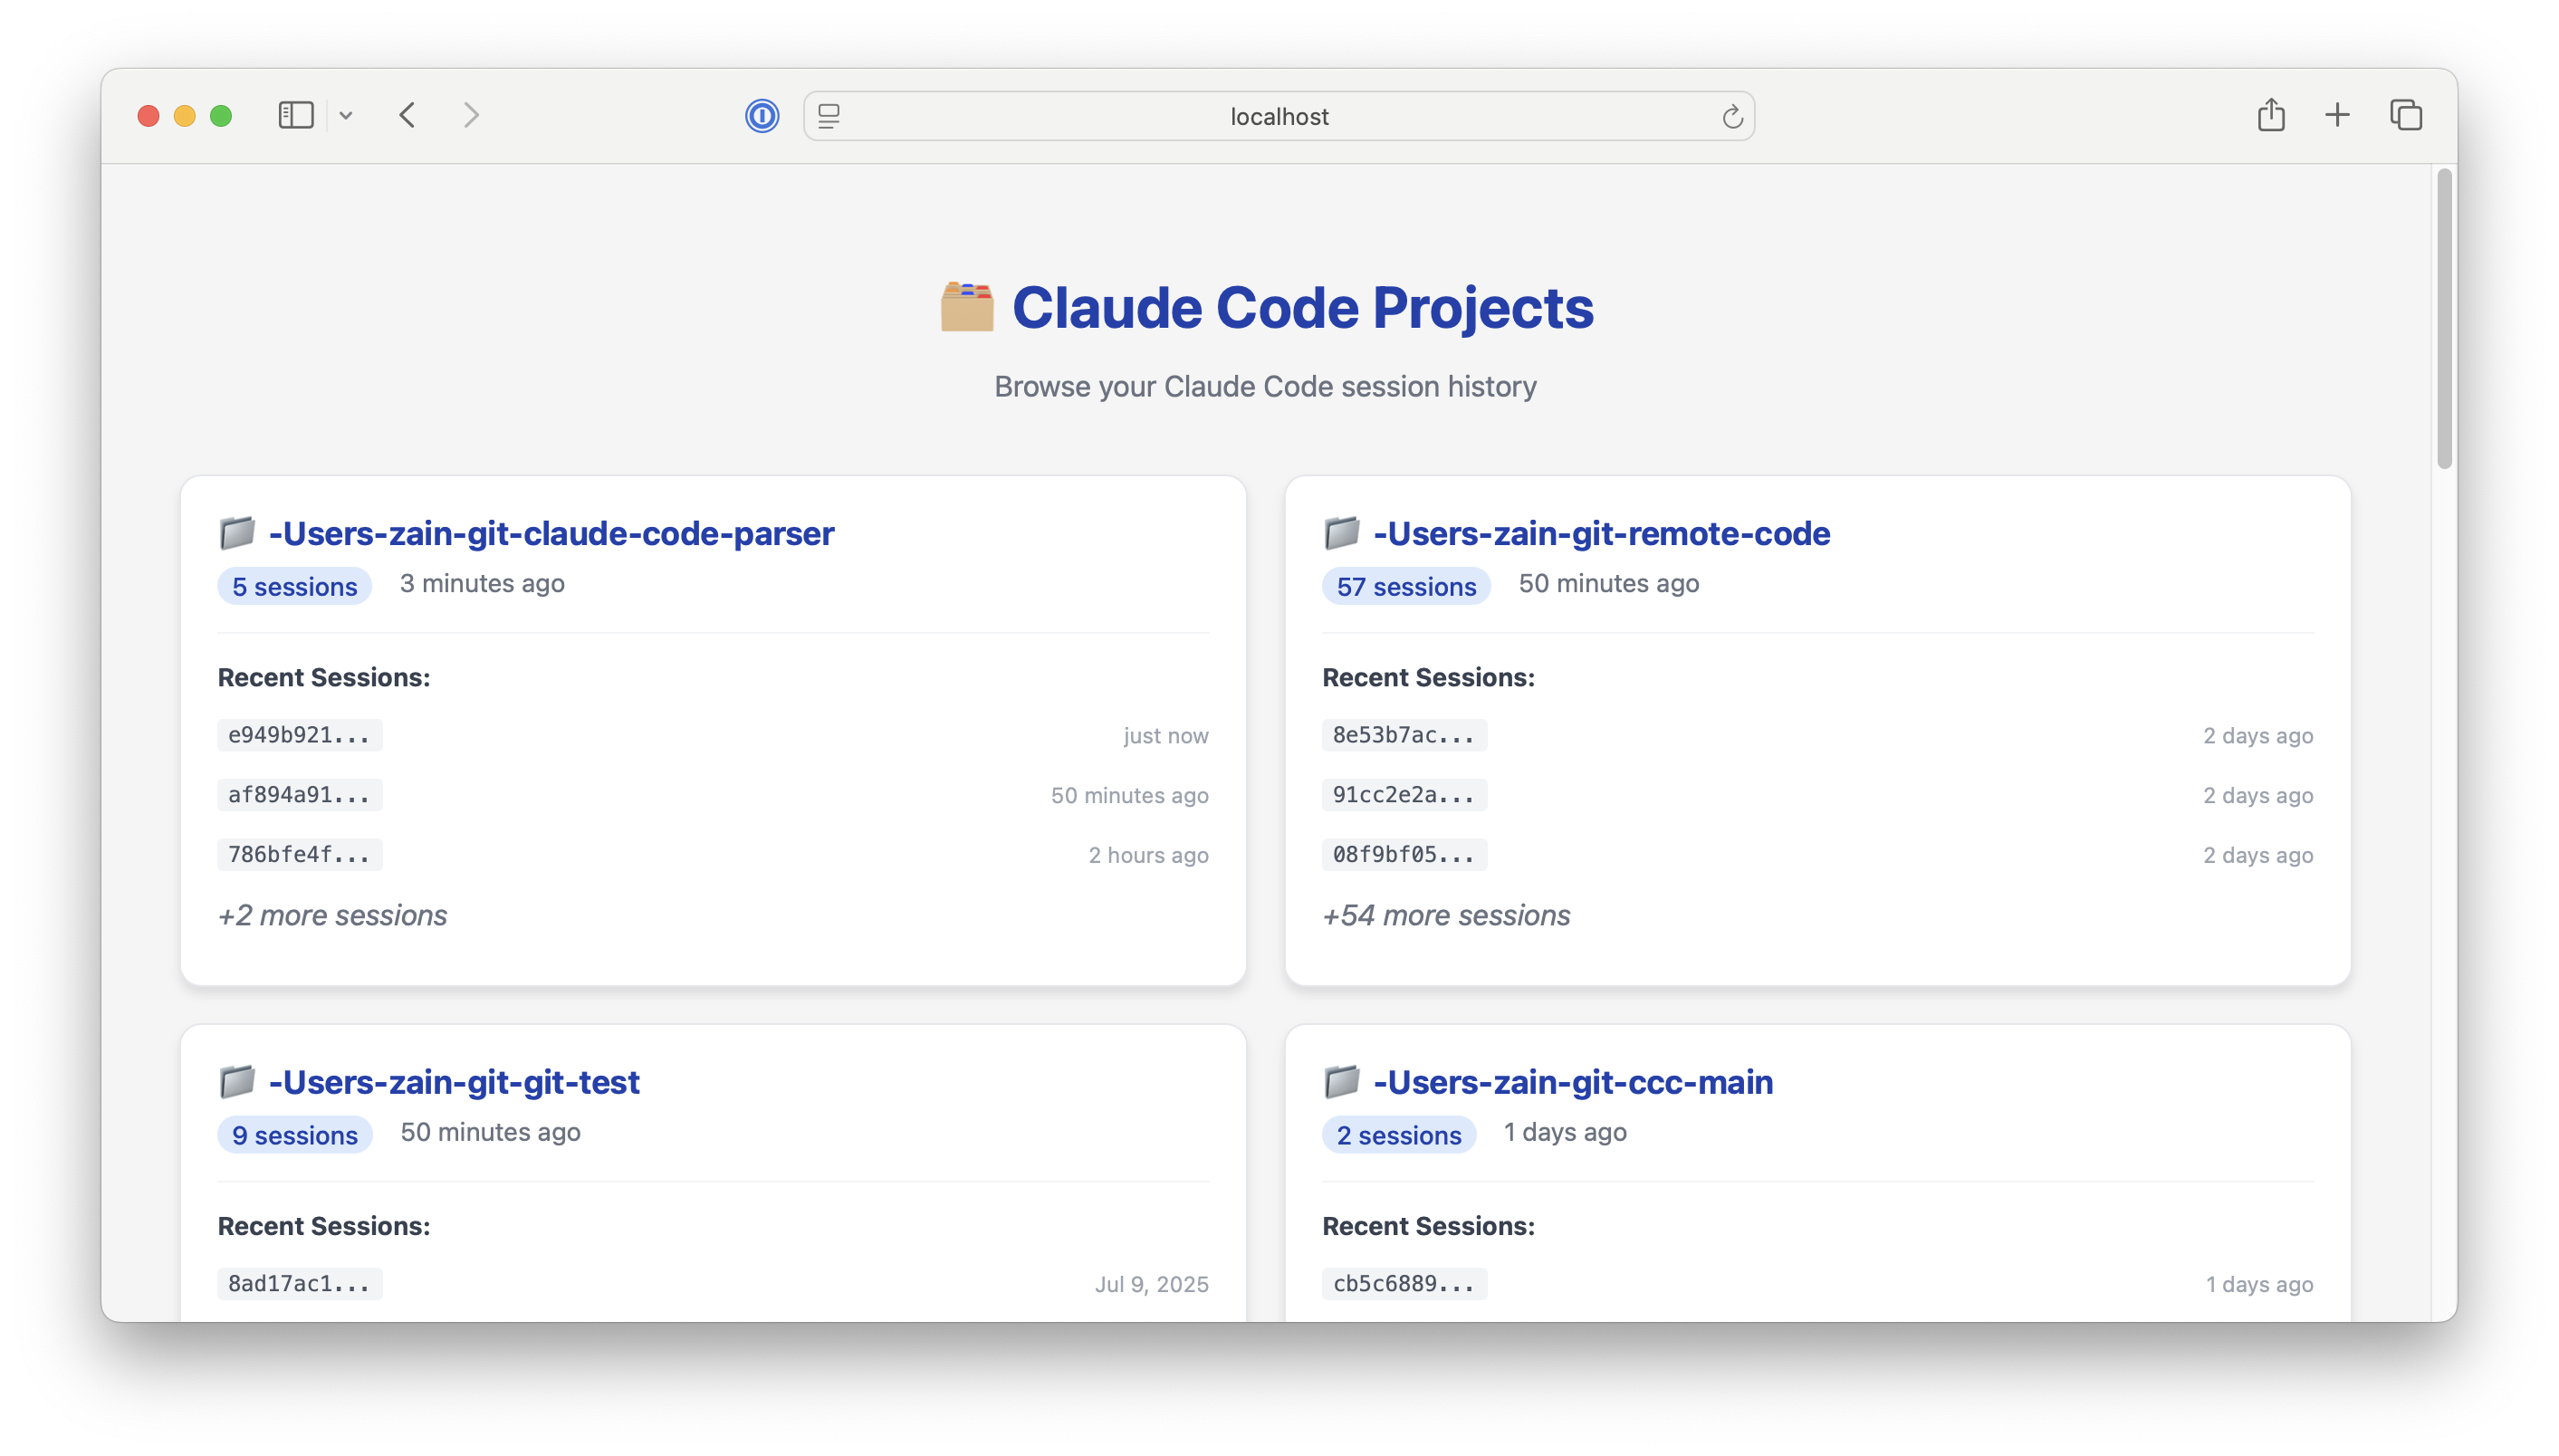 localhost
Claude Code Projects
Browse your Claude Code session history
-Users-zain-git-claude-code-parser
5 sessions 3 minutes ago
Recent Sessions:
e949b921... just now
af894a91... 50 minutes ago
786bfe4f... 2 hours ago
+2 more sessions
-Users-zain-git-remote-code
57 sessions 50 minutes ago
Recent Sessions:
8e53b7ac... 2 days ago
91cc2e2a... 2 days ago
08f9bf05... 2 days ago
+54 more sessions
-Users-zain-git-git-test
9 sessions 50 minutes ago
Recent Sessions:
8ad17ac1... Jul 9, 2025
-Users-zain-git-ccc-main
2 sessions 1 days ago
Recent Sessions:
cb5c6889... 1 days ago